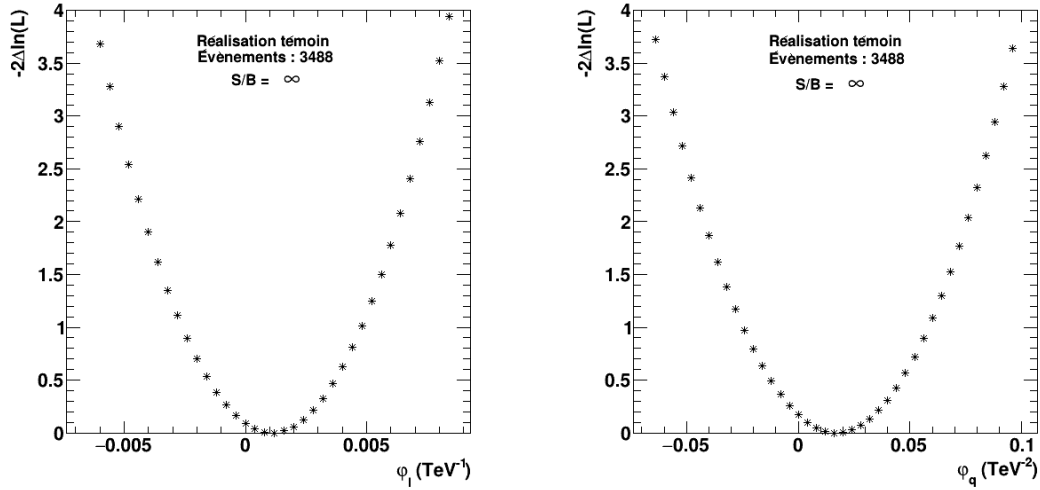 -2Δln(L)
4
3.5
3
2.5
2
1.5
1
0.5
0
Réalisation témoin
Évènements : 3488
S/B = ∞
−0.005
0
0.005
φl (TeV-1)
-2Δln(L)
4
3.5
3
2.5
2
1.5
1
0.5
0
Réalisation témoin
Évènements : 3488
S/B = ∞
−0.05
0
0.05
0.1
φq (TeV-2)